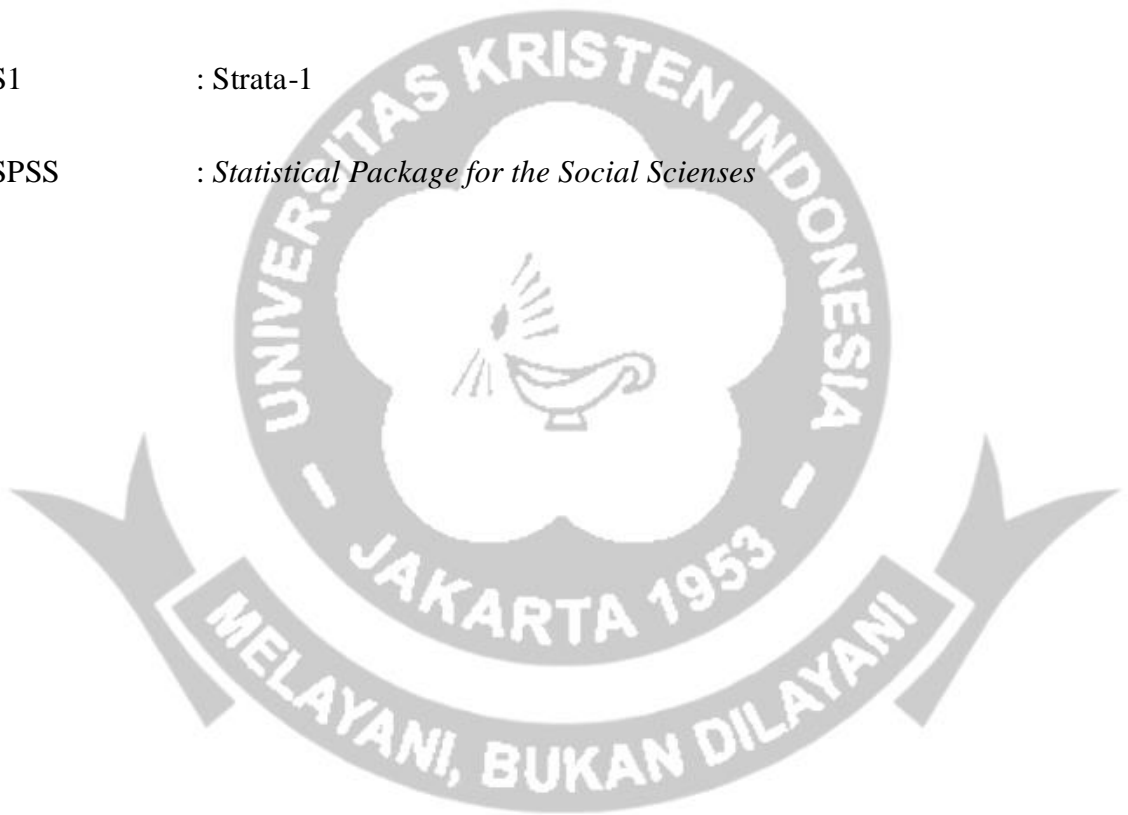 S1 : Strata-1
SPSS : Statistical Package for the Social Scienses
UNIVERSITAS KRISTEN INDONESIA
- JAKARTA 1953 -
MELAYANI, BUKAN DILAYANI